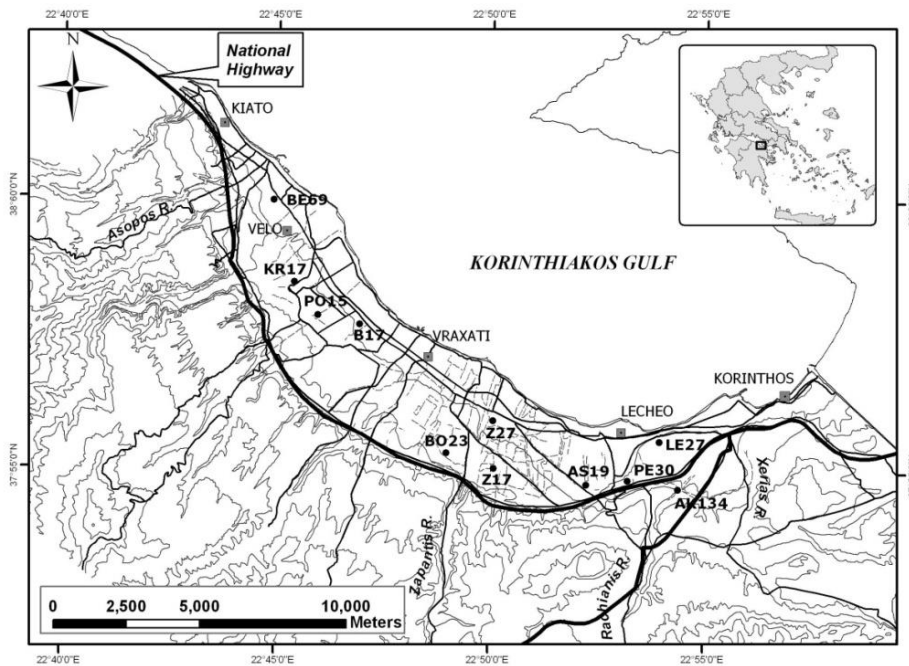 22°40'0"E 22°45'0"E 22°50'0"E 22°55'0"E
N
National
Highway
KIATO
38°60'0"N
Asopos R.
BE69
VELO
KORINTHIAKOS GULF
KR17
PO15
B17
VRAXATI
KORINTHOS
LECHEO
Z27
BO23
LE27
37°55'0"N
Z17
AS19
PE30
AK134
Xerias R.
Zapantis R.
Rachianis R.
0 2,500 5,000 10,000
Meters
22°40'0"E 22°45'0"E 22°50'0"E 22°55'0"E